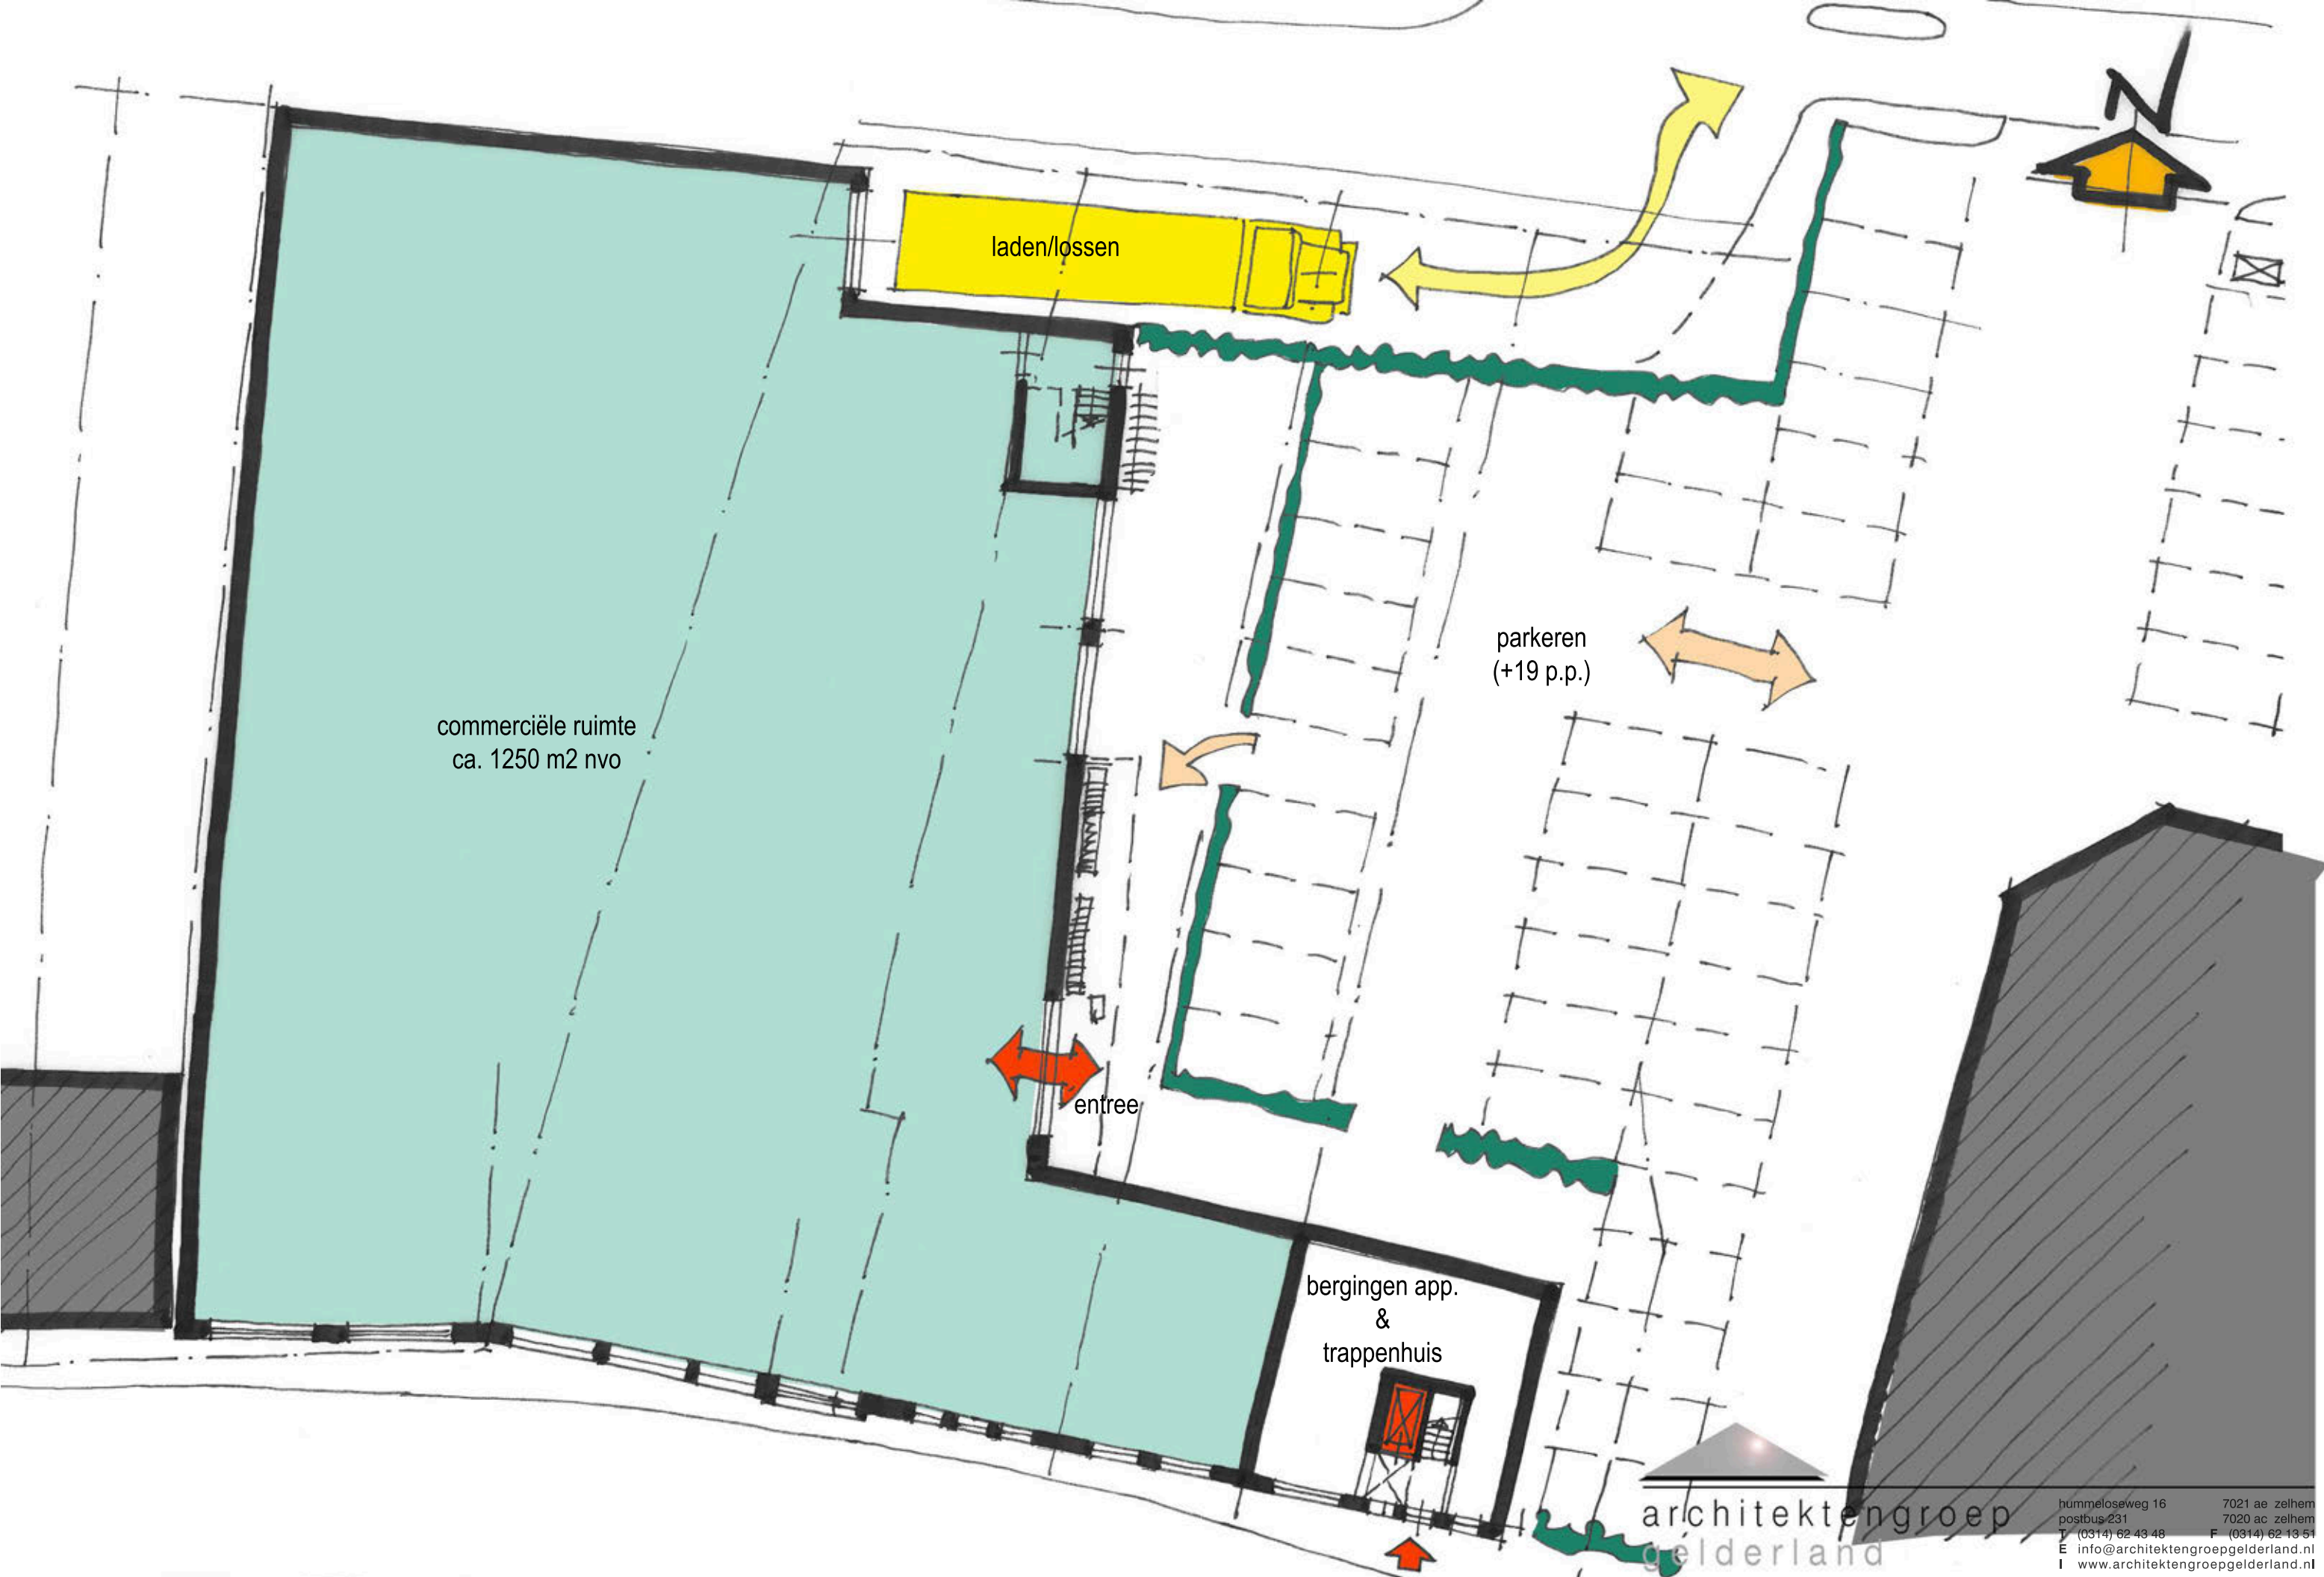 N
laden/lossen
parkeren
(+19 p.p.)
commerciële ruimte
ca. 1250 m2 nvo
entree
bergingen app.
&
trappenhuis
architektengroep
gelderland
hummeloseweg 16 7021 ae zelhem
postbus 231 7020 ac zelhem
T (0314) 62 43 48 F (0314) 62 13 51
E info@architektengroepgelderland.nl
I www.architektengroepgelderland.nl